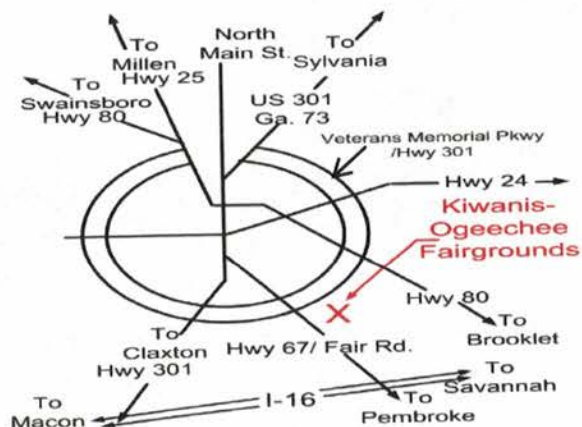 To
Millen
Hwy 25
North
Main St.
To
Sylvania
To
Swainsboro
Hwy 80
US 301
Ga. 73
Veterans Memorial Pkwy
/Hwy 301
Hwy 24
Kiwanis-
Ogeechee
Fairgrounds
Hwy 80
To
Brooklet
X
To
Claxton
Hwy 301
Hwy 67/ Fair Rd.
To
Savannah
I-16
To
Macon
To
Pembroke